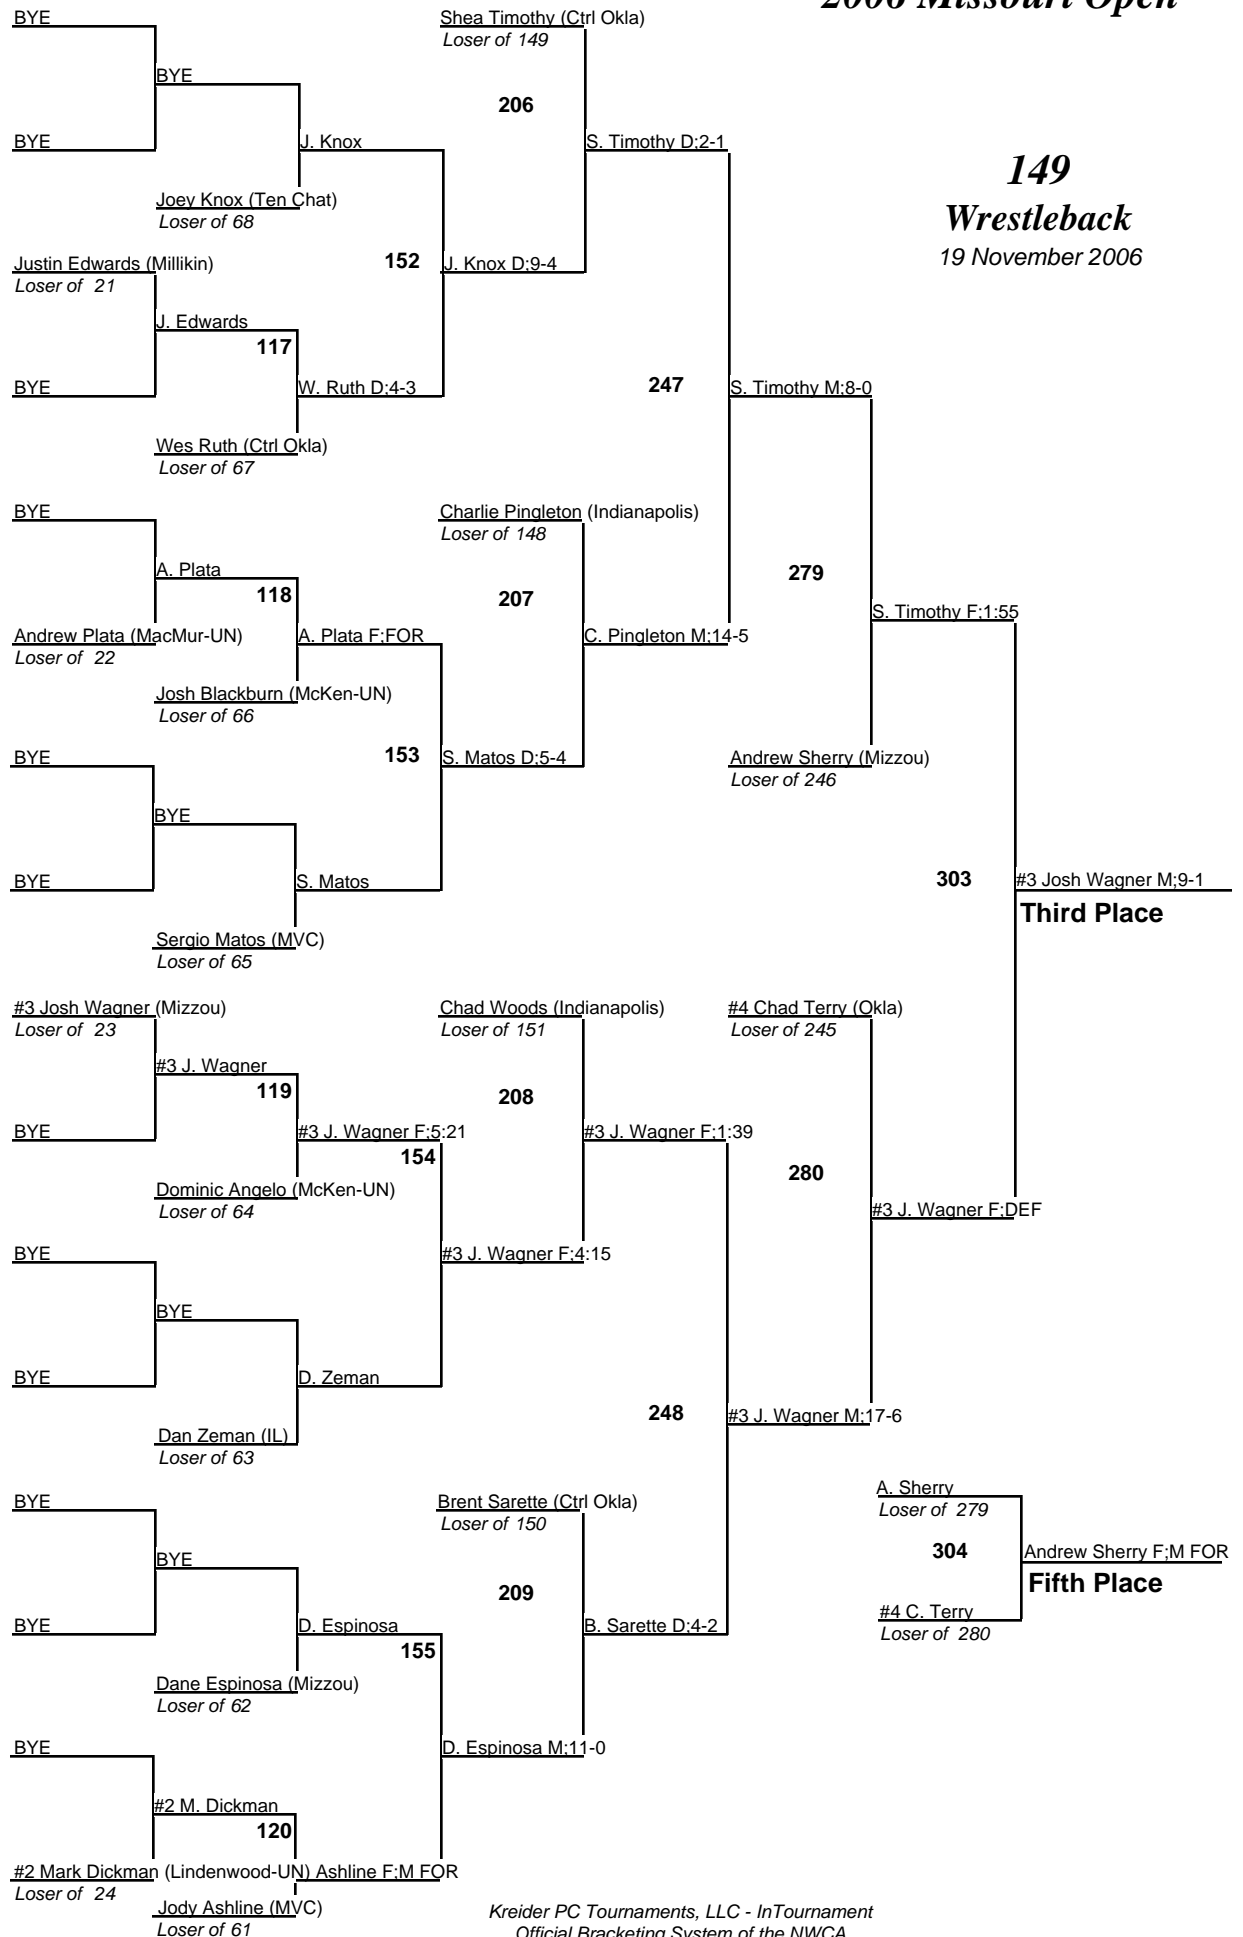 2006 Missouri Open
BYE
Shea Timothy (Ctrl Okla)
Loser of 149
BYE
206
BYE
J. Knox
S. Timothy D;2-1
149
Wrestleback
19 November 2006
Joey Knox (Ten Chat)
Loser of 68
Justin Edwards (Millikin)
Loser of 21
152
J. Knox D;9-4
J. Edwards
117
BYE
W. Ruth D;4-3
247
S. Timothy M;8-0
Wes Ruth (Ctrl Okla)
Loser of 67
BYE
Charlie Pingleton (Indianapolis)
Loser of 148
A. Plata
118
207
279
S. Timothy F;1:55
Andrew Plata (MacMur-UN)
Loser of 22
A. Plata F;FOR
C. Pingleton M;14-5
Josh Blackburn (McKen-UN)
Loser of 66
BYE
153
S. Matos D;5-4
Andrew Sherry (Mizzou)
Loser of 246
BYE
BYE
S. Matos
303
#3 Josh Wagner M;9-1
Third Place
Sergio Matos (MVC)
Loser of 65
#3 Josh Wagner (Mizzou)
Loser of 23
Chad Woods (Indianapolis)
Loser of 151
#4 Chad Terry (Okla)
Loser of 245
#3 J. Wagner
119
208
BYE
#3 J. Wagner F;5:21
154
#3 J. Wagner F;1:39
280
Dominic Angelo (McKen-UN)
Loser of 64
#3 J. Wagner F;DEF
BYE
#3 J. Wagner F;4:15
BYE
BYE
D. Zeman
248
#3 J. Wagner M;17-6
Dan Zeman (IL)
Loser of 63
BYE
Brent Sarette (Ctrl Okla)
Loser of 150
A. Sherry
Loser of 279
BYE
304
Andrew Sherry F;M FOR
Fifth Place
209
BYE
D. Espinosa
155
B. Sarette D;4-2
#4 C. Terry
Loser of 280
Dane Espinosa (Mizzou)
Loser of 62
BYE
D. Espinosa M;11-0
#2 M. Dickman
120
#2 Mark Dickman (Lindenwood-UN)
Loser of 24
Ashline F;M FOR
Jody Ashline (MVC)
Loser of 61
Kreider PC Tournaments, LLC - InTournament
Official Bracketing System of the NWCA